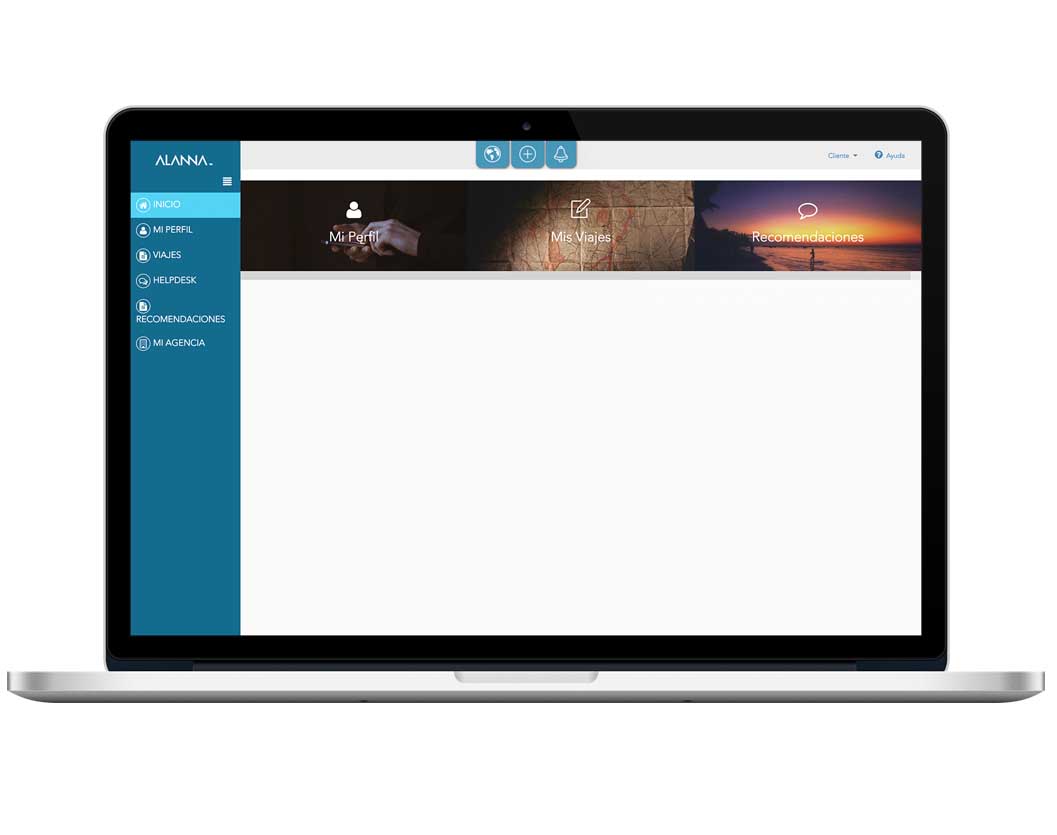 ALANNA
Cliente
Ayuda
INICIO
MI PERFIL
VIAJES
HELPDESK
RECOMENDACIONES
MI AGENCIA
Mi Perfil
Mis Viajes
Recomendaciones